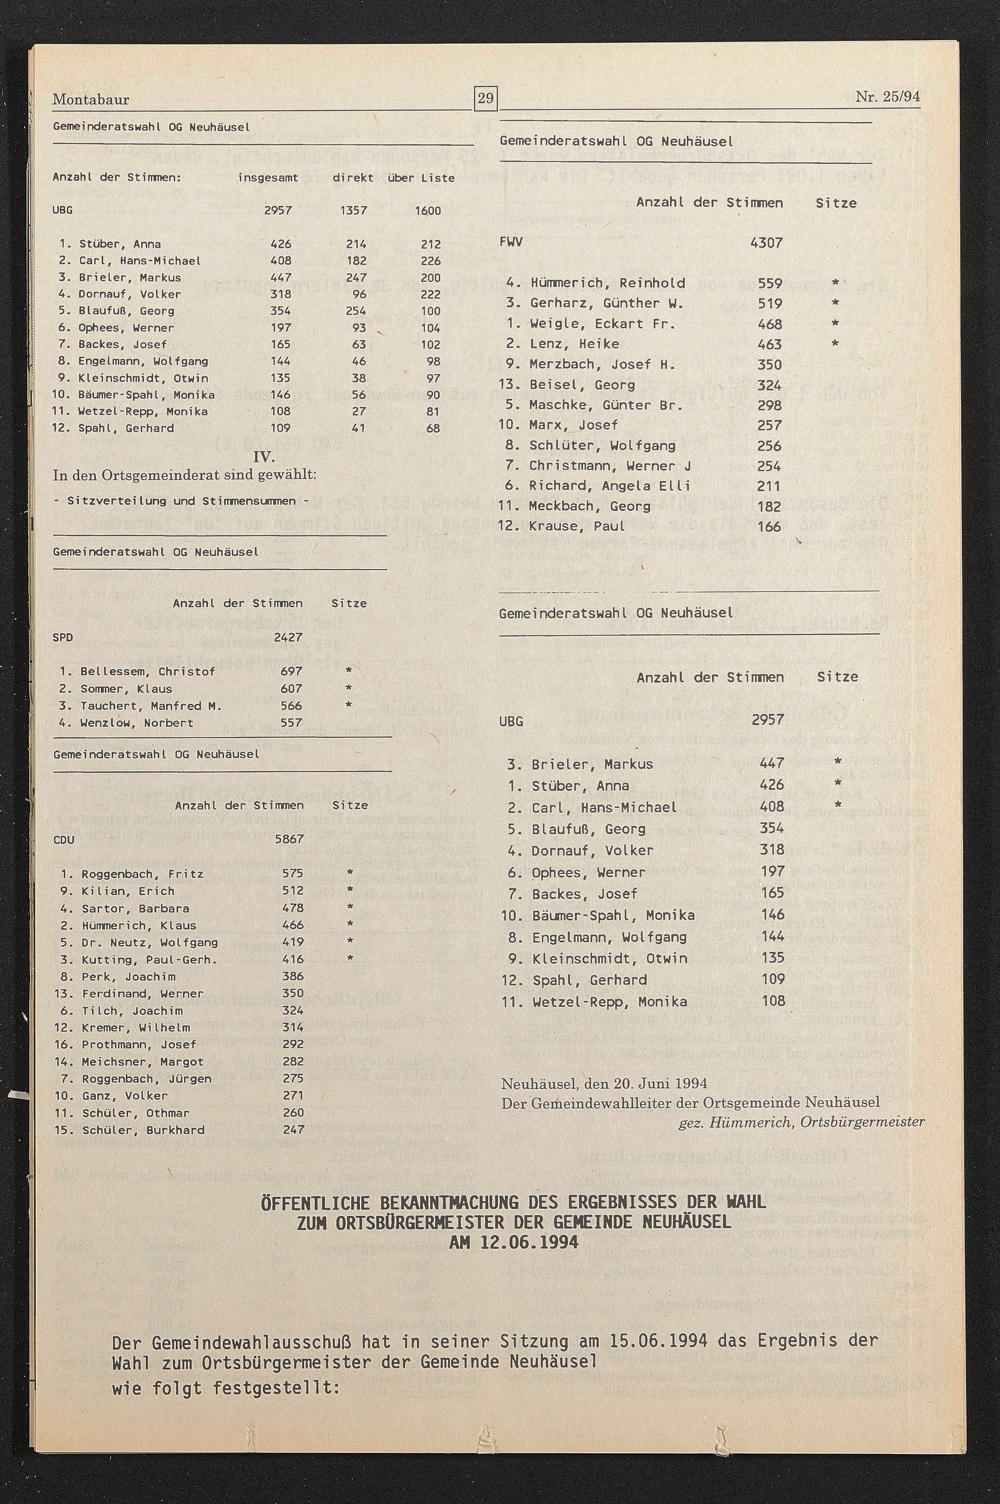 Montabaur
29
Nr. 25/94
Gemeinderatswahl OG Neuhäusel
Anzahl der Stimmen: insgesamt direkt über Liste
UBG 2957 1357 1600
1. Stüber, Anna 426 214 212
2. Carl, Hans-Michael 408 182 226
3. Brieler, Markus 447 247 200
4. Dornauf, Volker 318 96 222
5. Blaufuß, Georg 354 254 100
6. Ophees, Werner 197 93 104
7. Backes, Josef 165 63 102
8. Engelmann, Wolfgang 144 46 98
9. Kleinschmidt, Otwin 135 38 97
10. Bäumer-Spahl, Monika 146 56 90
11. Wetzel-Repp, Monika 108 27 81
12. Spahl, Gerhard 109 41 68
IV.
In den Ortsgemeinderat sind gewählt:
- Sitzverteilung und Stimmensummen -
Gemeinderatswahl OG Neuhäusel
Anzahl der Stimmen Sitze
SPD 2427
1. Bellessem, Christof 697 *
2. Sommer, Klaus 607 *
3. Tauchert, Manfred M. 566 *
4. Wenzlow, Norbert 557
Gemeinderatswahl OG Neuhäusel
Anzahl der Stimmen Sitze
CDU 5867
1. Roggenbach, Fritz 575 *
9. Kilian, Erich 512 *
4. Sartor, Barbara 478 *
2. Hümmerich, Klaus 466 *
5. Dr. Neutz, Wolfgang 419 *
3. Kutting, Paul-Gerh. 416 *
8. Perk, Joachim 386
13. Ferdinand, Werner 350
6. Tilch, Joachim 324
12. Kremer, Wilhelm 314
16. Prothmann, Josef 292
14. Meichsner, Margot 282
7. Roggenbach, Jürgen 275
10. Ganz, Volker 271
11. Schüler, Othmar 260
15. Schüler, Burkhard 247
Gemeinderatswahl OG Neuhäusel
Anzahl der Stimmen Sitze
FWV 4307
4. Hümmerich, Reinhold 559 *
3. Gerharz, Günther W. 519 *
1. Weigle, Eckart Fr. 468 *
2. Lenz, Heike 463 *
9. Merzbach, Josef H. 350
13. Beisel, Georg 324
5. Maschke, Günter Br. 298
10. Marx, Josef 257
8. Schlüter, Wolfgang 256
7. Christmann, Werner J 254
6. Richard, Angela Elli 211
11. Meckbach, Georg 182
12. Krause, Paul 166
Gemeinderatswahl OG Neuhäusel
Anzahl der Stimmen Sitze
UBG 2957
3. Brieler, Markus 447 *
1. Stüber, Anna 426 *
2. Carl, Hans-Michael 408 *
5. Blaufuß, Georg 354
4. Dornauf, Volker 318
6. Ophees, Werner 197
7. Backes, Josef 165
10. Bäumer-Spahl, Monika 146
8. Engelmann, Wolfgang 144
9. Kleinschmidt, Otwin 135
12. Spahl, Gerhard 109
11. Wetzel-Repp, Monika 108
Neuhäusel, den 20. Juni 1994
Der Gemeindewahlleiter der Ortsgemeinde Neuhäusel
gez. Hümmerich, Ortsbürgermeister
ÖFFENTLICHE BEKANNTMACHUNG DES ERGEBNISSES DER WAHL
ZUM ORTSBÜRGERMEISTER DER GEMEINDE NEUHÄUSEL
AM 12.06.1994
Der Gemeindewahlausschuß hat in seiner Sitzung am 15.06.1994 das Ergebnis der
Wahl zum Ortsbürgermeister der Gemeinde Neuhäusel
wie folgt festgestellt: